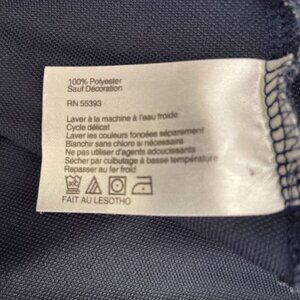 100% Polyester
Sauf Décoration
RN 55393
Laver à la machine à l'eau froide
Cycle délicat
Laver les couleurs foncées séparément
Blanchir sans chlore si nécessaire
Ne pas utiliser d'agents adoucissants
Sécher par culbutage à basse température
Repasser au fer froid
FAIT AU LESOTHO